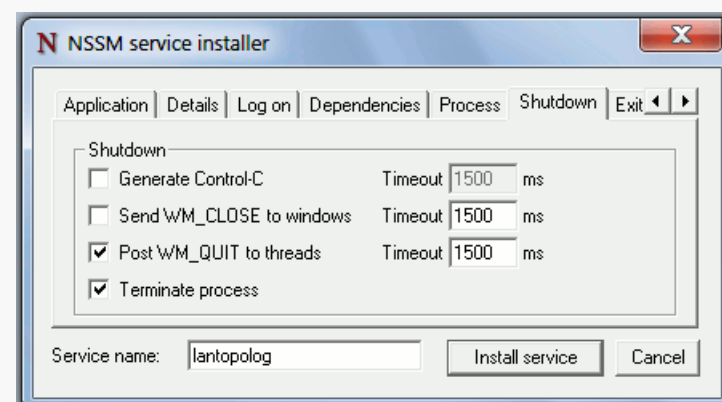 N NSSM service installer
Application Details Log on Dependencies Process Shutdown Exit
Shutdown
Generate Control-C Timeout 1500 ms
Send WM_CLOSE to windows Timeout 1500 ms
Post WM_QUIT to threads Timeout 1500 ms
Terminate process
Service name: lantopolog Install service Cancel